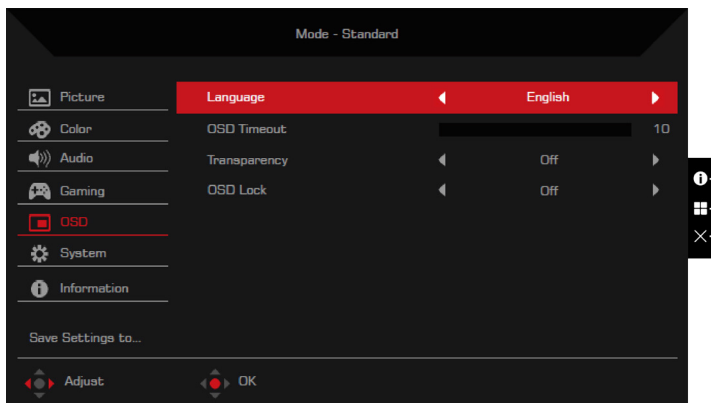 Mode - Standard
Picture
Language English
Color
OSD Timeout 10
Audio
Transparency Off
Gaming
OSD Lock Off
OSD
System
Information
Save Settings to...
Adjust OK